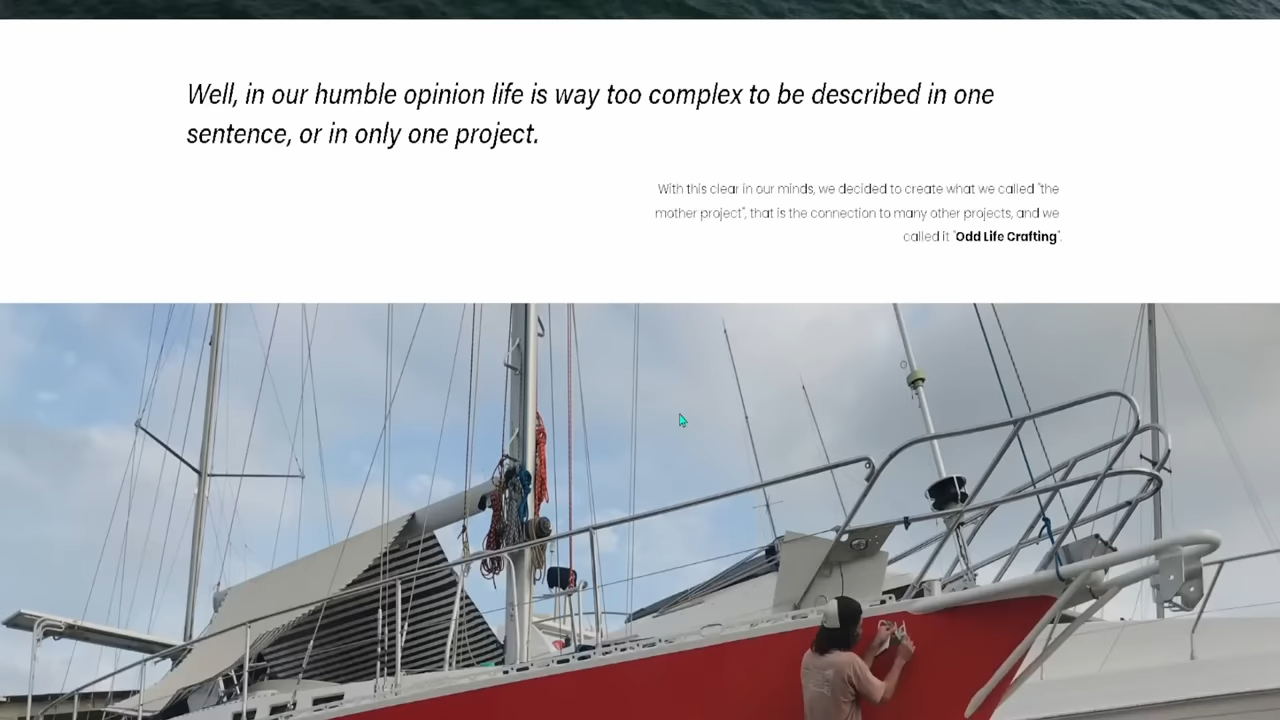 Well, in our humble opinion life is way too complex to be described in one
sentence, or in only one project.
With this clear in our minds, we decided to create what we called "the
mother project", that is the connection to many other projects, and we
called it "Odd Life Crafting".